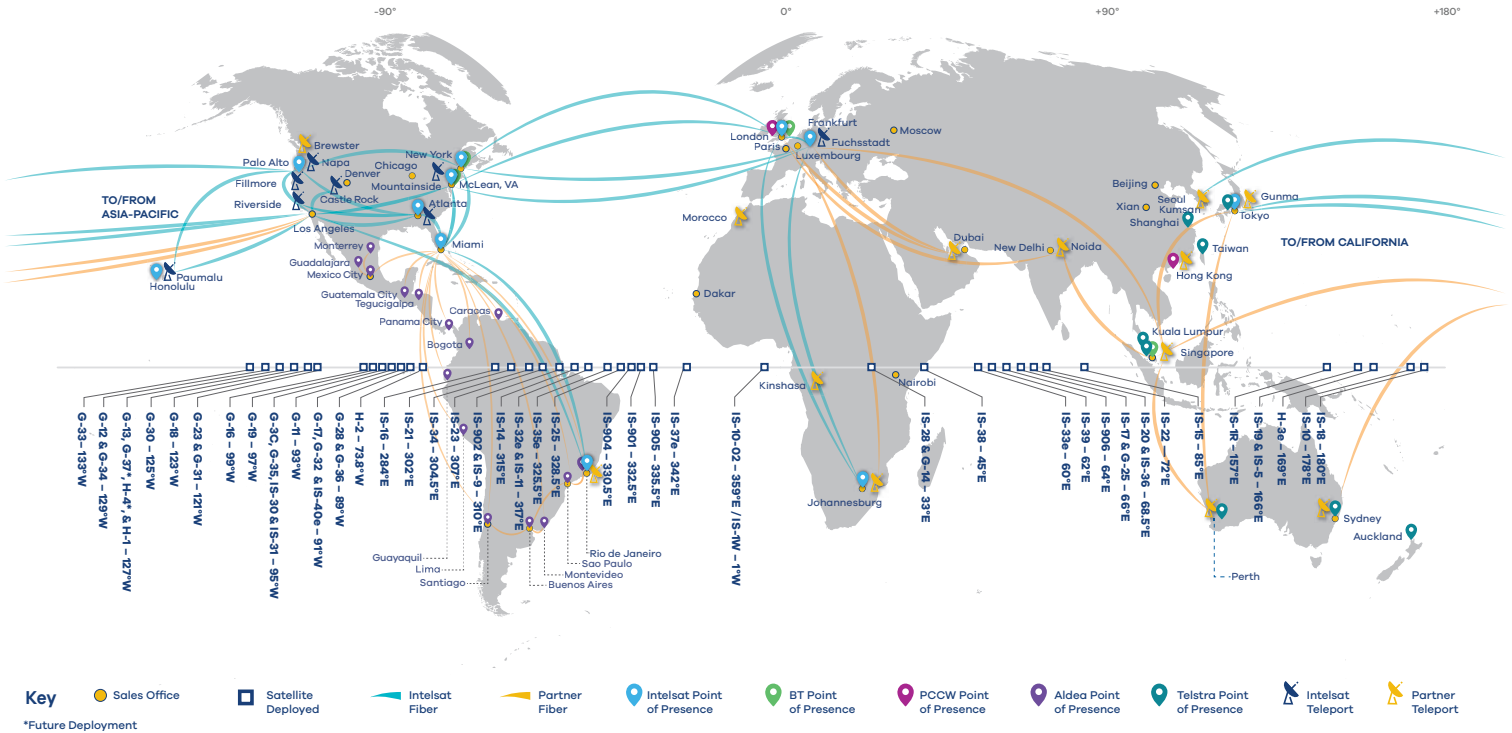 -90°
0°
+90°
+180°
Brewster
Napa
Palo Alto
Denver
Fillmore
Castle Rock
Riverside
Los Angeles
New York
Chicago
Mountainside
McLean, VA
Atlanta
Miami
TO/FROM
ASIA-PACIFIC
Paumalu
Honolulu
Monterrey
Guadalajara
Mexico City
Guatemala City
Tegucigalpa
Panama City
Caracas
Bogota
London
Paris
Frankfurt
Fuchsstadt
Luxembourg
Moscow
Morocco
Dakar
Dubai
New Delhi
Noida
Beijing
Xian
Seoul
Kumsan
Shanghai
Gunma
Tokyo
Taiwan
Hong Kong
TO/FROM CALIFORNIA
Kuala Lumpur
Singapore
Kinshasa
Nairobi
Johannesburg
G-33 – 133°W
G-12 & G-34 – 129°W
G-13, G-37*, H-4*, & H-1 – 127°W
G-30 – 125°W
G-18 – 123°W
G-23 & G-31 – 121°W
G-16 – 99°W
G-19 – 97°W
G-3C, G-35, IS-30 & IS-31 – 95°W
G-11 – 93°W
G-17, G-32 & IS-40e – 91°W
G-28 & G-36 – 89°W
H-2 – 73.8°W
IS-16 – 284°E
IS-21 – 302°E
IS-34 – 304.5°E
IS-23 – 307°E
IS-902 & IS-9 – 310°E
IS-14 – 315°E
IS-32e & IS-11 – 317°E
IS-35e – 325.5°E
IS-25 – 328.5°E
IS-904 – 330.5°E
IS-901 – 332.5°E
IS-905 – 335.5°E
IS-37e – 342°E
IS-10-02 – 359°E / IS-1W – 1°W
IS-28 & G-14 – 33°E
IS-38 – 45°E
IS-33e – 60°E
IS-39 – 62°E
IS-906 – 64°E
IS-17 & G-25 – 66°E
IS-20 & IS-36 – 68.5°E
IS-22 – 72°E
IS-15 – 85°E
IS-1R – 157°E
IS-19 & IS-5 – 166°E
H-3e – 169°E
IS-10 – 178°E
IS-18 – 180°E
Guayaquil
Lima
Santiago
Rio de Janeiro
Sao Paulo
Montevideo
Buenos Aires
Sydney
Auckland
Perth
Key
Sales Office
Satellite
Deployed
Intelsat
Fiber
Partner
Fiber
Intelsat Point
of Presence
BT Point
of Presence
PCCW Point
of Presence
Aldea Point
of Presence
Telstra Point
of Presence
Intelsat
Teleport
Partner
Teleport
*Future Deployment